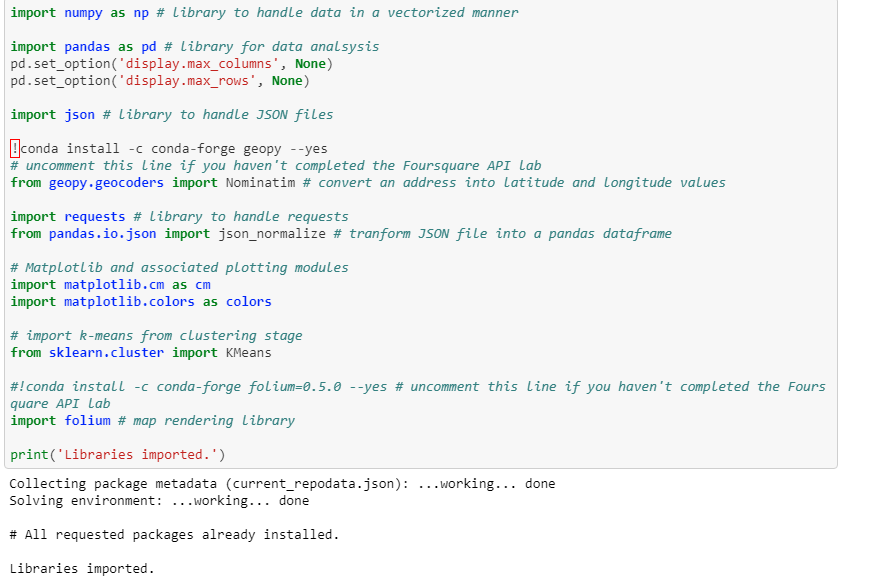 import numpy as np # library to handle data in a vectorized manner
import pandas as pd # library for data analsysis
pd.set_option('display.max_columns', None)
pd.set_option('display.max_rows', None)
import json # library to handle JSON files
!conda install -c conda-forge geopy --yes
# uncomment this line if you haven't completed the Foursquare API lab
from geopy.geocoders import Nominatim # convert an address into latitude and longitude values
import requests # library to handle requests
from pandas.io.json import json_normalize # tranform JSON file into a pandas dataframe
# Matplotlib and associated plotting modules
import matplotlib.cm as cm
import matplotlib.colors as colors
# import k-means from clustering stage
from sklearn.cluster import KMeans
#!conda install -c conda-forge folium=0.5.0 --yes # uncomment this line if you haven't completed the Fours
quare API lab
import folium # map rendering library
print('Libraries imported.')
Collecting package metadata (current_repodata.json): ...working... done
Solving environment: ...working... done
# All requested packages already installed.
Libraries imported.